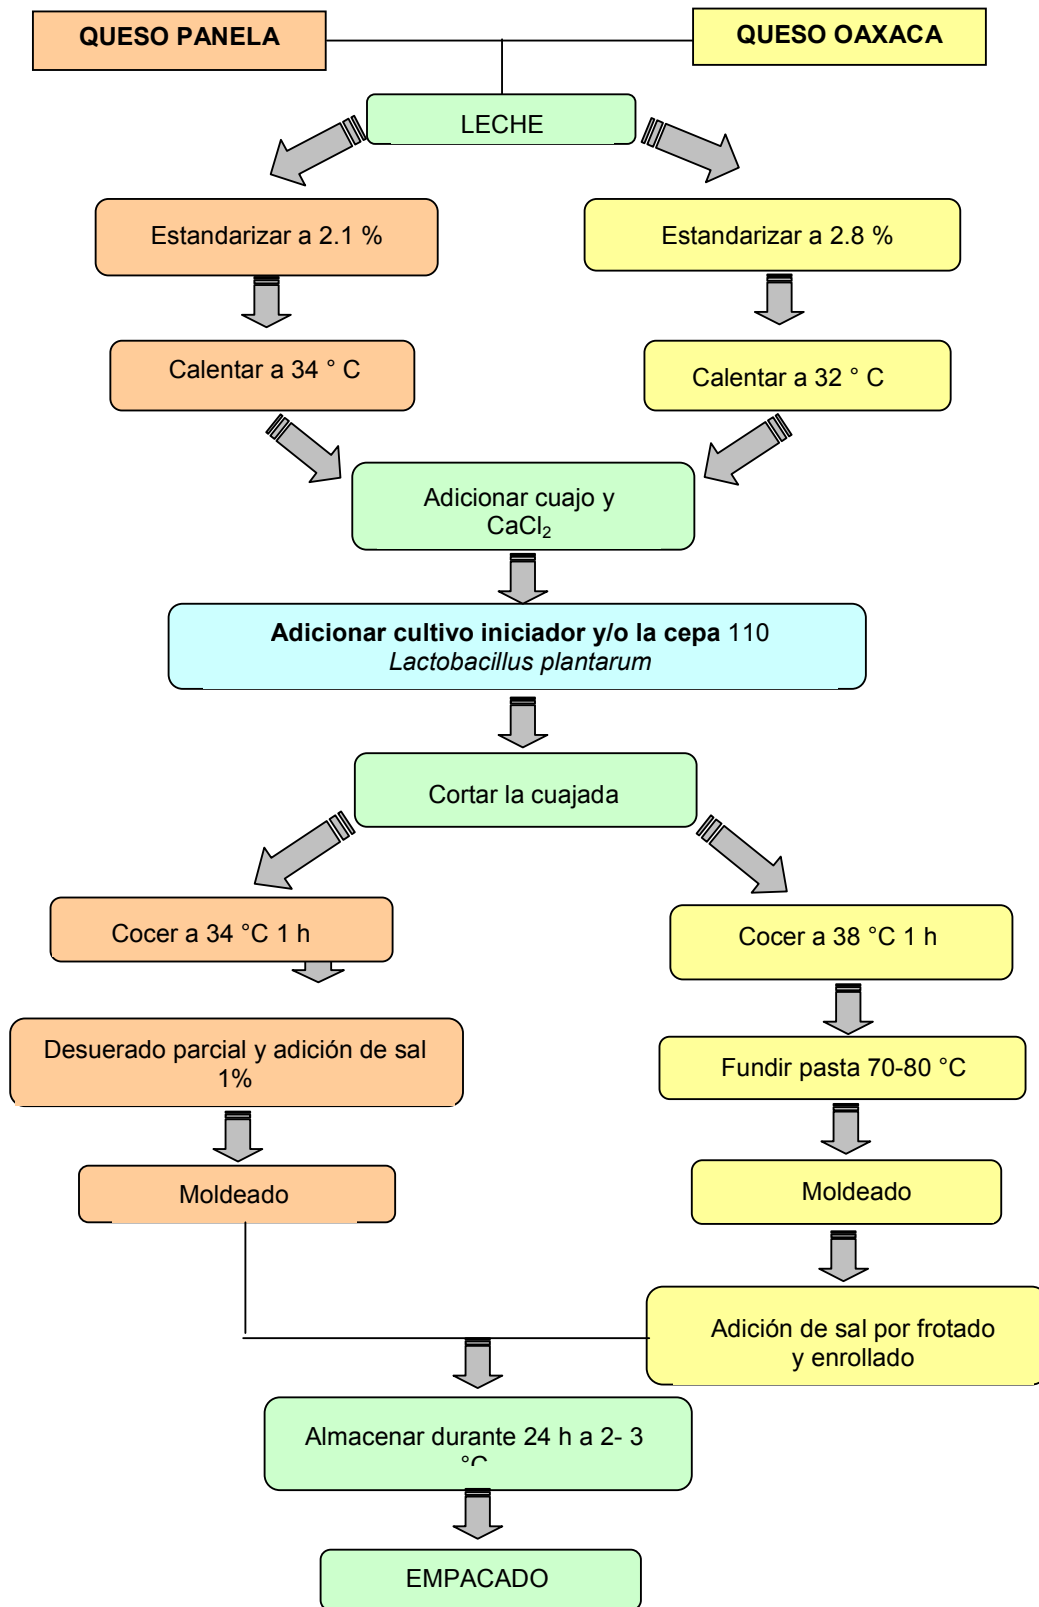 QUESO PANELA
QUESO OAXACA
LECHE
Estandarizar a 2.1 %
Estandarizar a 2.8 %
Calentar a 34 ° C
Calentar a 32 ° C
Adicionar cuajo y
CaCl₂
Adicionar cultivo iniciador y/o la cepa 110
Lactobacillus plantarum
Cortar la cuajada
Cocer a 34 °C 1 h
Cocer a 38 °C 1 h
Desuerado parcial y adición de sal
1%
Fundir pasta 70-80 °C
Moldeado
Moldeado
Adición de sal por frotado
y enrollado
Almacenar durante 24 h a 2- 3
°C
EMPACADO